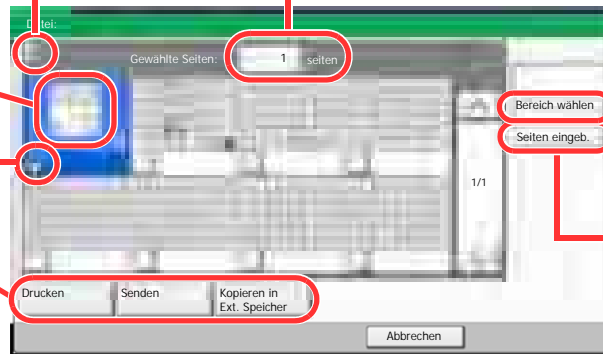 Datei:
Gewählte Seiten: 1 seiten
Bereich wählen
Seiten eingeb.
1/1
Drucken Senden Kopieren in
Ext. Speicher
Abbrechen